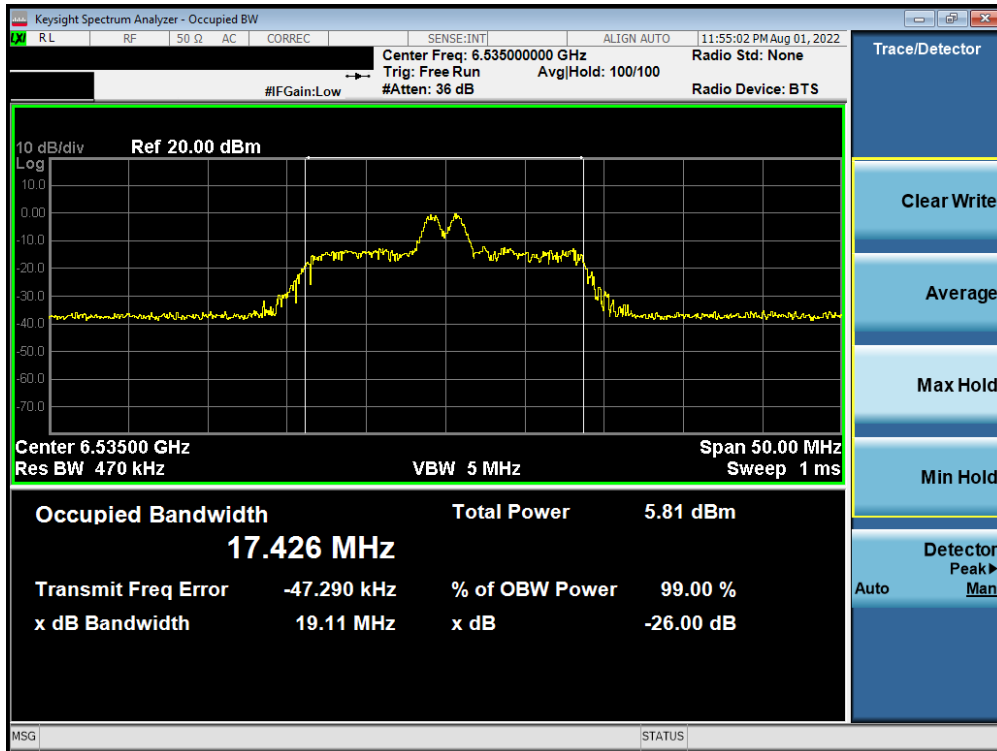 Keysight Spectrum Analyzer - Occupied BW
LXI RL RF 50 Ω AC CORREC SENSE:INT ALIGN AUTO 11:55:02 PM Aug 01, 2022
Center Freq: 6.535000000 GHz Radio Std: None
Trig: Free Run Avg|Hold: 100/100
#IFGain:Low #Atten: 36 dB Radio Device: BTS
10 dB/div Ref 20.00 dBm
Log
10.0
0.00
-10.0
-20.0
-30.0
-40.0
-50.0
-60.0
-70.0
Center 6.53500 GHz Span 50.00 MHz
Res BW 470 kHz VBW 5 MHz Sweep 1 ms
Occupied Bandwidth Total Power 5.81 dBm
17.426 MHz
Transmit Freq Error -47.290 kHz % of OBW Power 99.00 %
x dB Bandwidth 19.11 MHz x dB -26.00 dB
MSG STATUS
Trace/Detector
Clear Write
Average
Max Hold
Min Hold
Detector
Peak▶
Auto Man